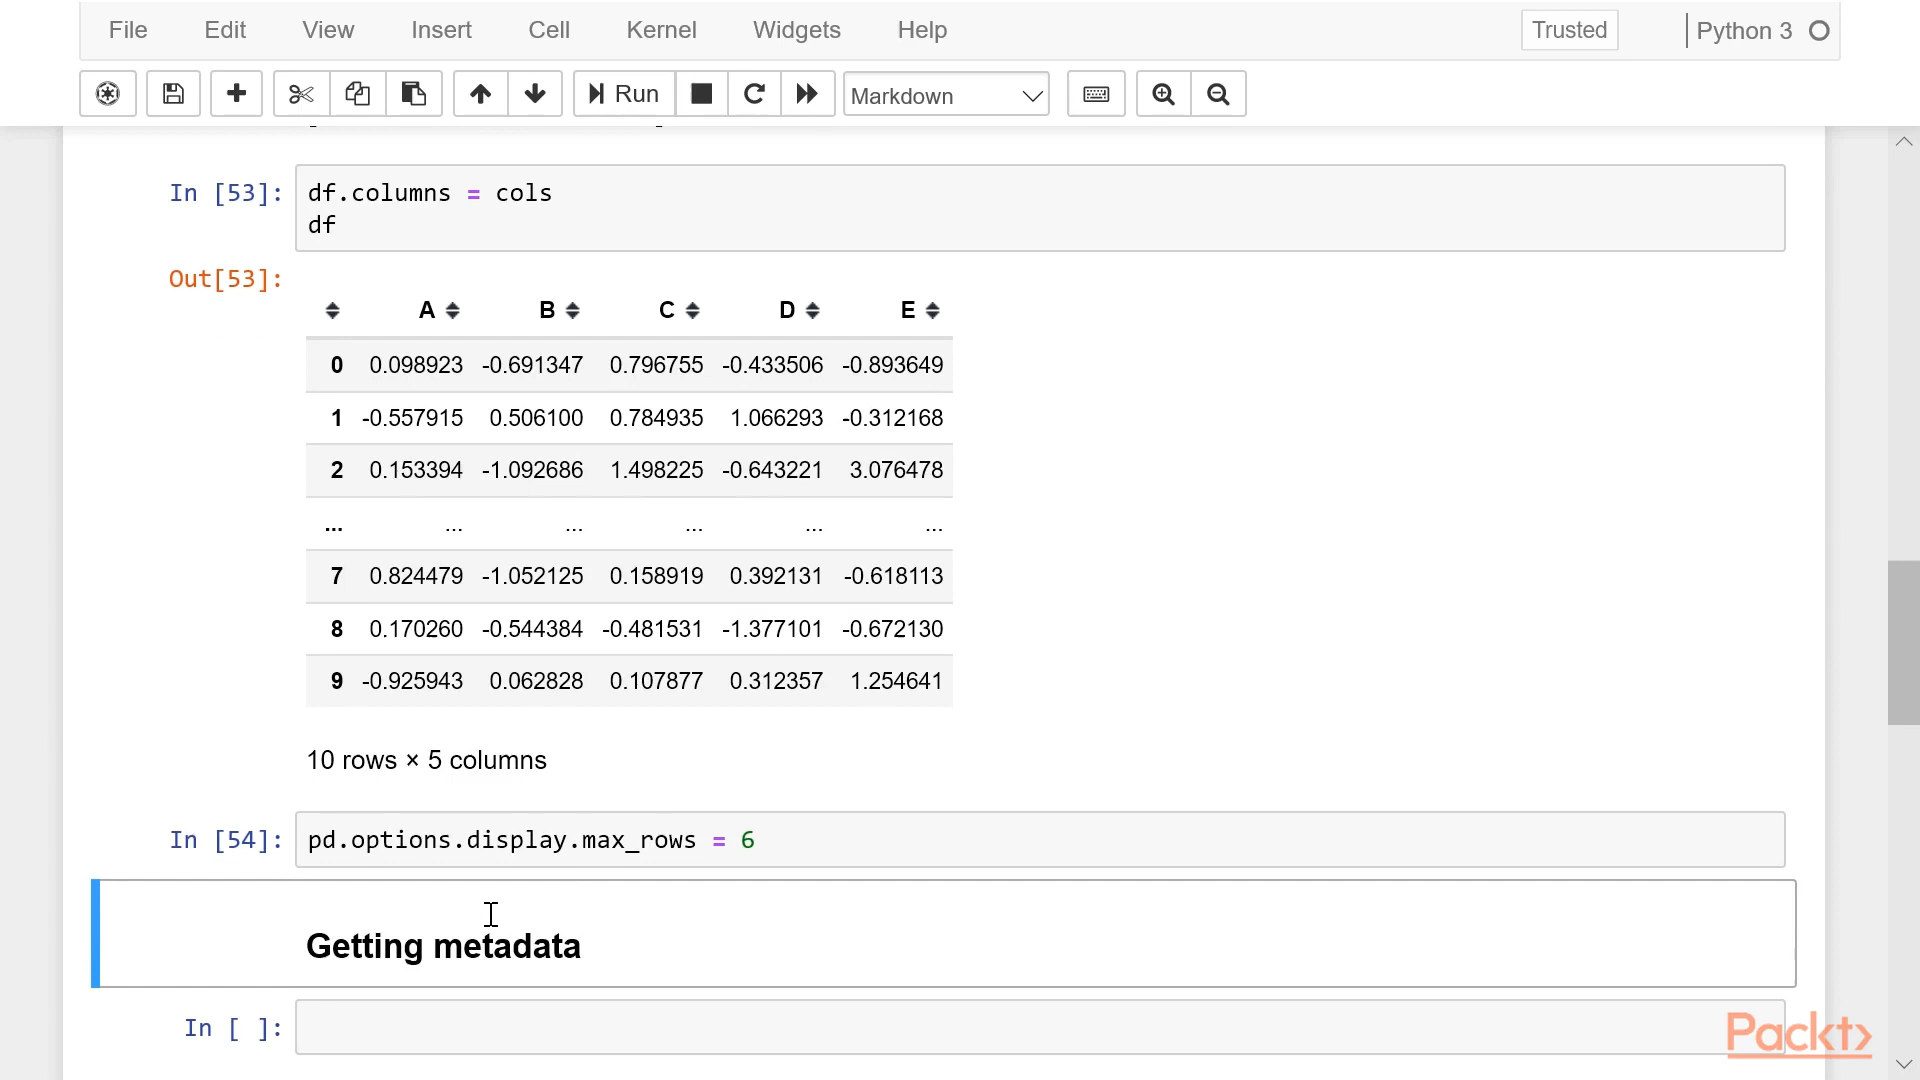 File Edit View Insert Cell Kernel Widgets Help Trusted Python 3
Run Markdown
In [53]: df.columns = cols
df
Out[53]:
A B C D E
0 0.098923 -0.691347 0.796755 -0.433506 -0.893649
1 -0.557915 0.506100 0.784935 1.066293 -0.312168
2 0.153394 -1.092686 1.498225 -0.643221 3.076478
... ... ... ... ... ...
7 0.824479 -1.052125 0.158919 0.392131 -0.618113
8 0.170260 -0.544384 -0.481531 -1.377101 -0.672130
9 -0.925943 0.062828 0.107877 0.312357 1.254641
10 rows × 5 columns
In [54]: pd.options.display.max_rows = 6
Getting metadata
In [ ]:
Packt>